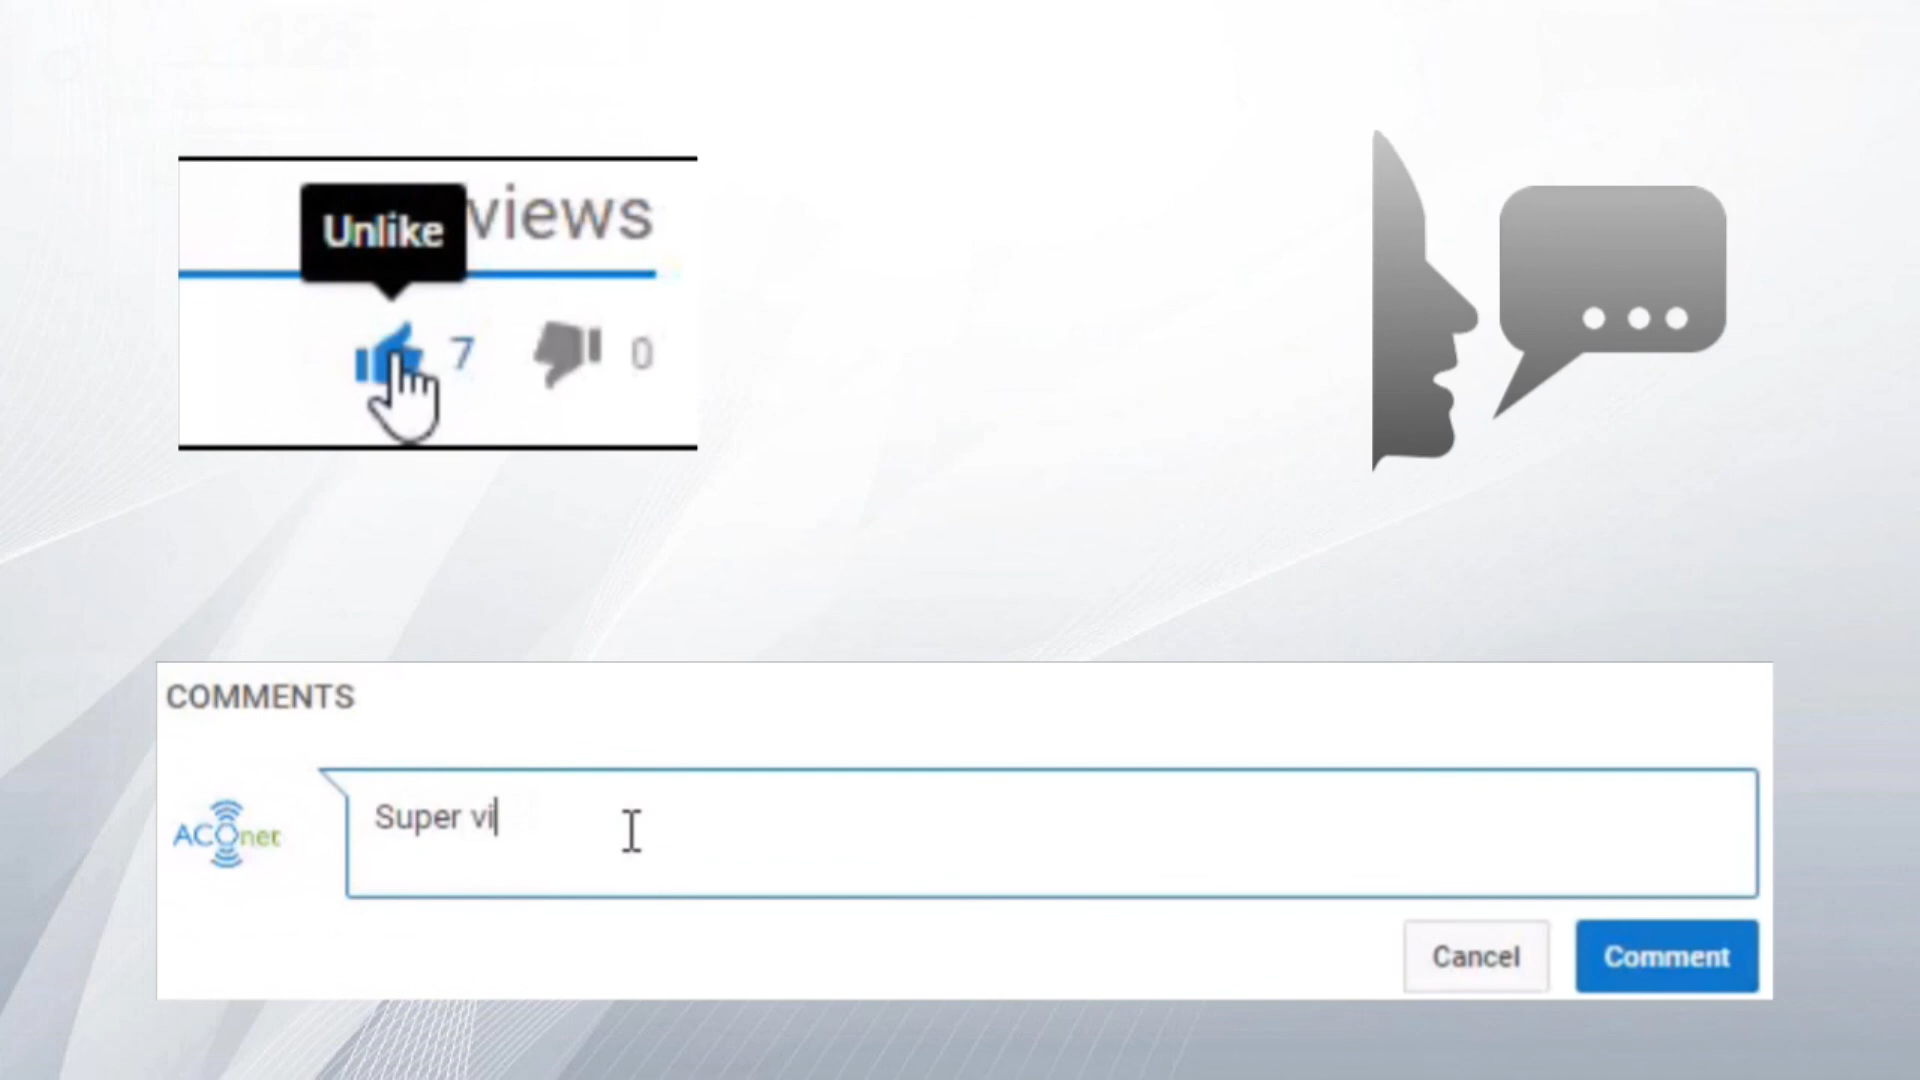 views
Unlike
7 0
COMMENTS
Super vi
ACOnet
Cancel Comment